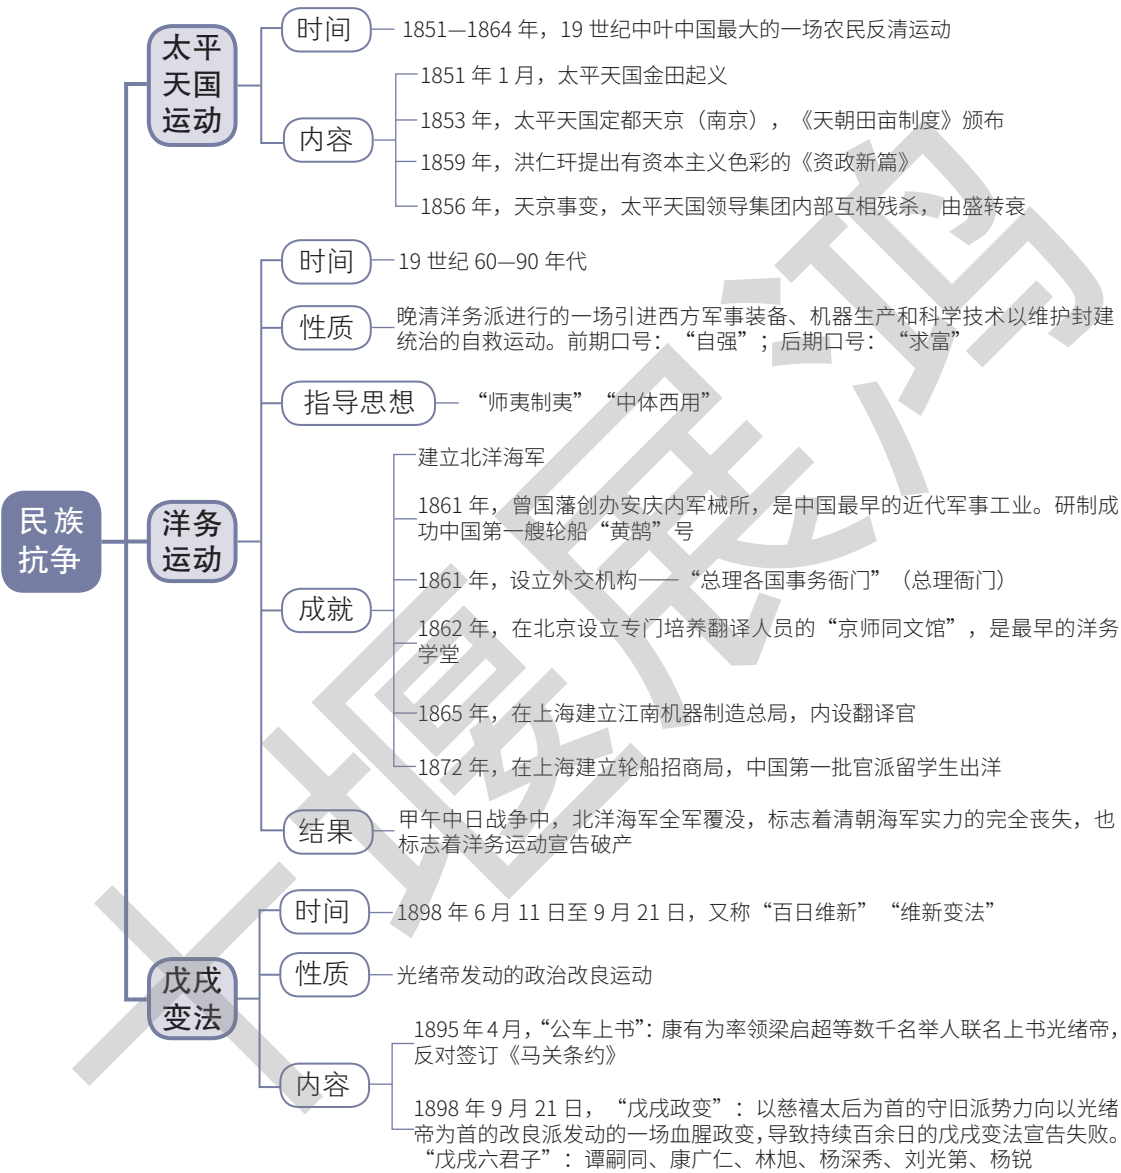 民族
抗争
太平
天国
运动
时间
1851—1864 年，19 世纪中叶中国最大的一场农民反清运动
内容
1851 年 1 月，太平天国金田起义
1853 年，太平天国定都天京（南京），《天朝田亩制度》颁布
1859 年，洪仁玕提出有资本主义色彩的《资政新篇》
1856 年，天京事变，太平天国领导集团内部互相残杀，由盛转衰
洋务
运动
时间
19 世纪 60—90 年代
性质
晚清洋务派进行的一场引进西方军事装备、机器生产和科学技术以维护封建
统治的自救运动。前期口号：“自强”；后期口号：“求富”
指导思想
“师夷制夷”“中体西用”
成就
建立北洋海军
1861 年，曾国藩创办安庆内军械所，是中国最早的近代军事工业。研制成
功中国第一艘轮船“黄鹄”号
1861 年，设立外交机构——“总理各国事务衙门”（总理衙门）
1862 年，在北京设立专门培养翻译人员的“京师同文馆”，是最早的洋务
学堂
1865 年，在上海建立江南机器制造总局，内设翻译官
1872 年，在上海建立轮船招商局，中国第一批官派留学生出洋
结果
甲午中日战争中，北洋海军全军覆没，标志着清朝海军实力的完全丧失，也
标志着洋务运动宣告破产
戊戌
变法
时间
1898 年 6 月 11 日至 9 月 21 日，又称“百日维新”“维新变法”
性质
光绪帝发动的政治改良运动
内容
1895 年 4 月，“公车上书”：康有为率领梁启超等数千名举人联名上书光绪帝，
反对签订《马关条约》
1898 年 9 月 21 日，“戊戌政变”：以慈禧太后为首的守旧派势力向以光绪
帝为首的改良派发动的一场血腥政变，导致持续百余日的戊戌变法宣告失败。
“戊戌六君子”：谭嗣同、康广仁、林旭、杨深秀、刘光第、杨锐
十堰展鸿